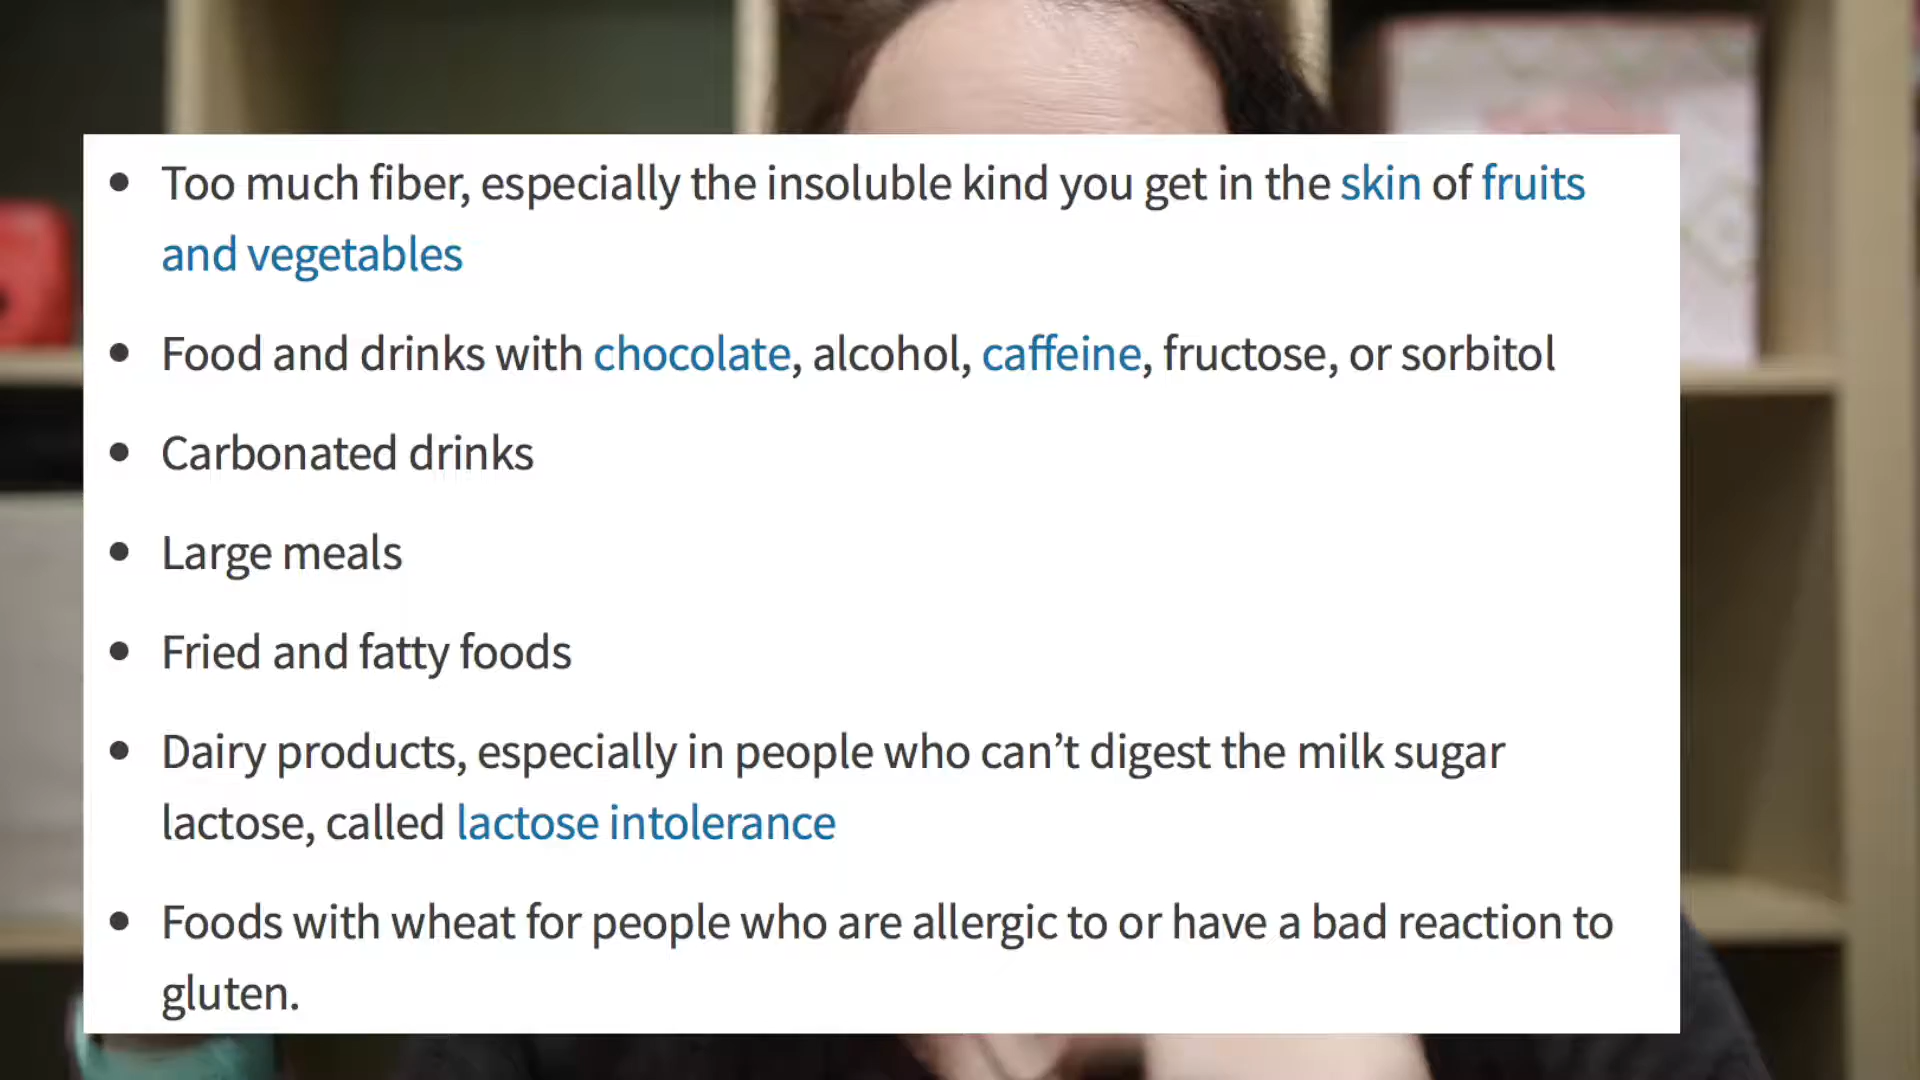 • Too much fiber, especially the insoluble kind you get in the skin of fruits
and vegetables
• Food and drinks with chocolate, alcohol, caffeine, fructose, or sorbitol
• Carbonated drinks
• Large meals
• Fried and fatty foods
• Dairy products, especially in people who can’t digest the milk sugar
lactose, called lactose intolerance
• Foods with wheat for people who are allergic to or have a bad reaction to
gluten.